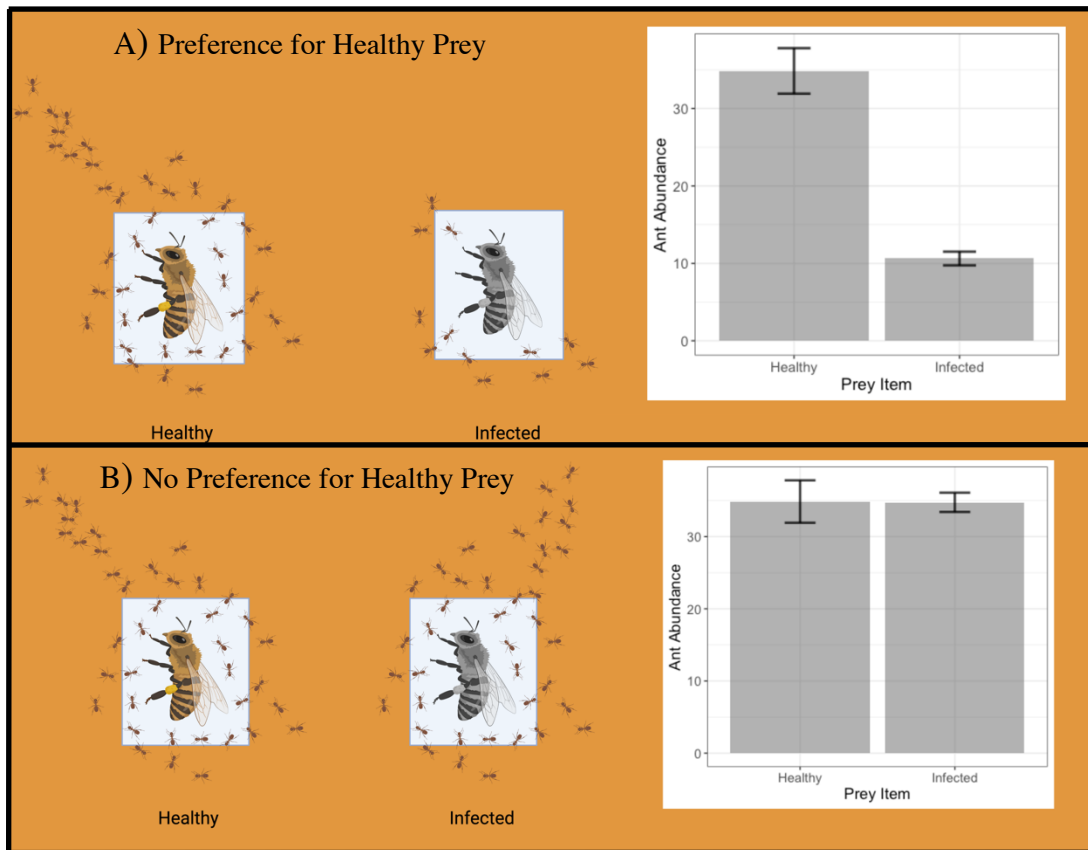 A) Preference for Healthy Prey
Healthy
Infected
Ant Abundance
30
20
10
0
Healthy
Infected
Prey Item
B) No Preference for Healthy Prey
Healthy
Infected
Ant Abundance
30
20
10
0
Healthy
Infected
Prey Item